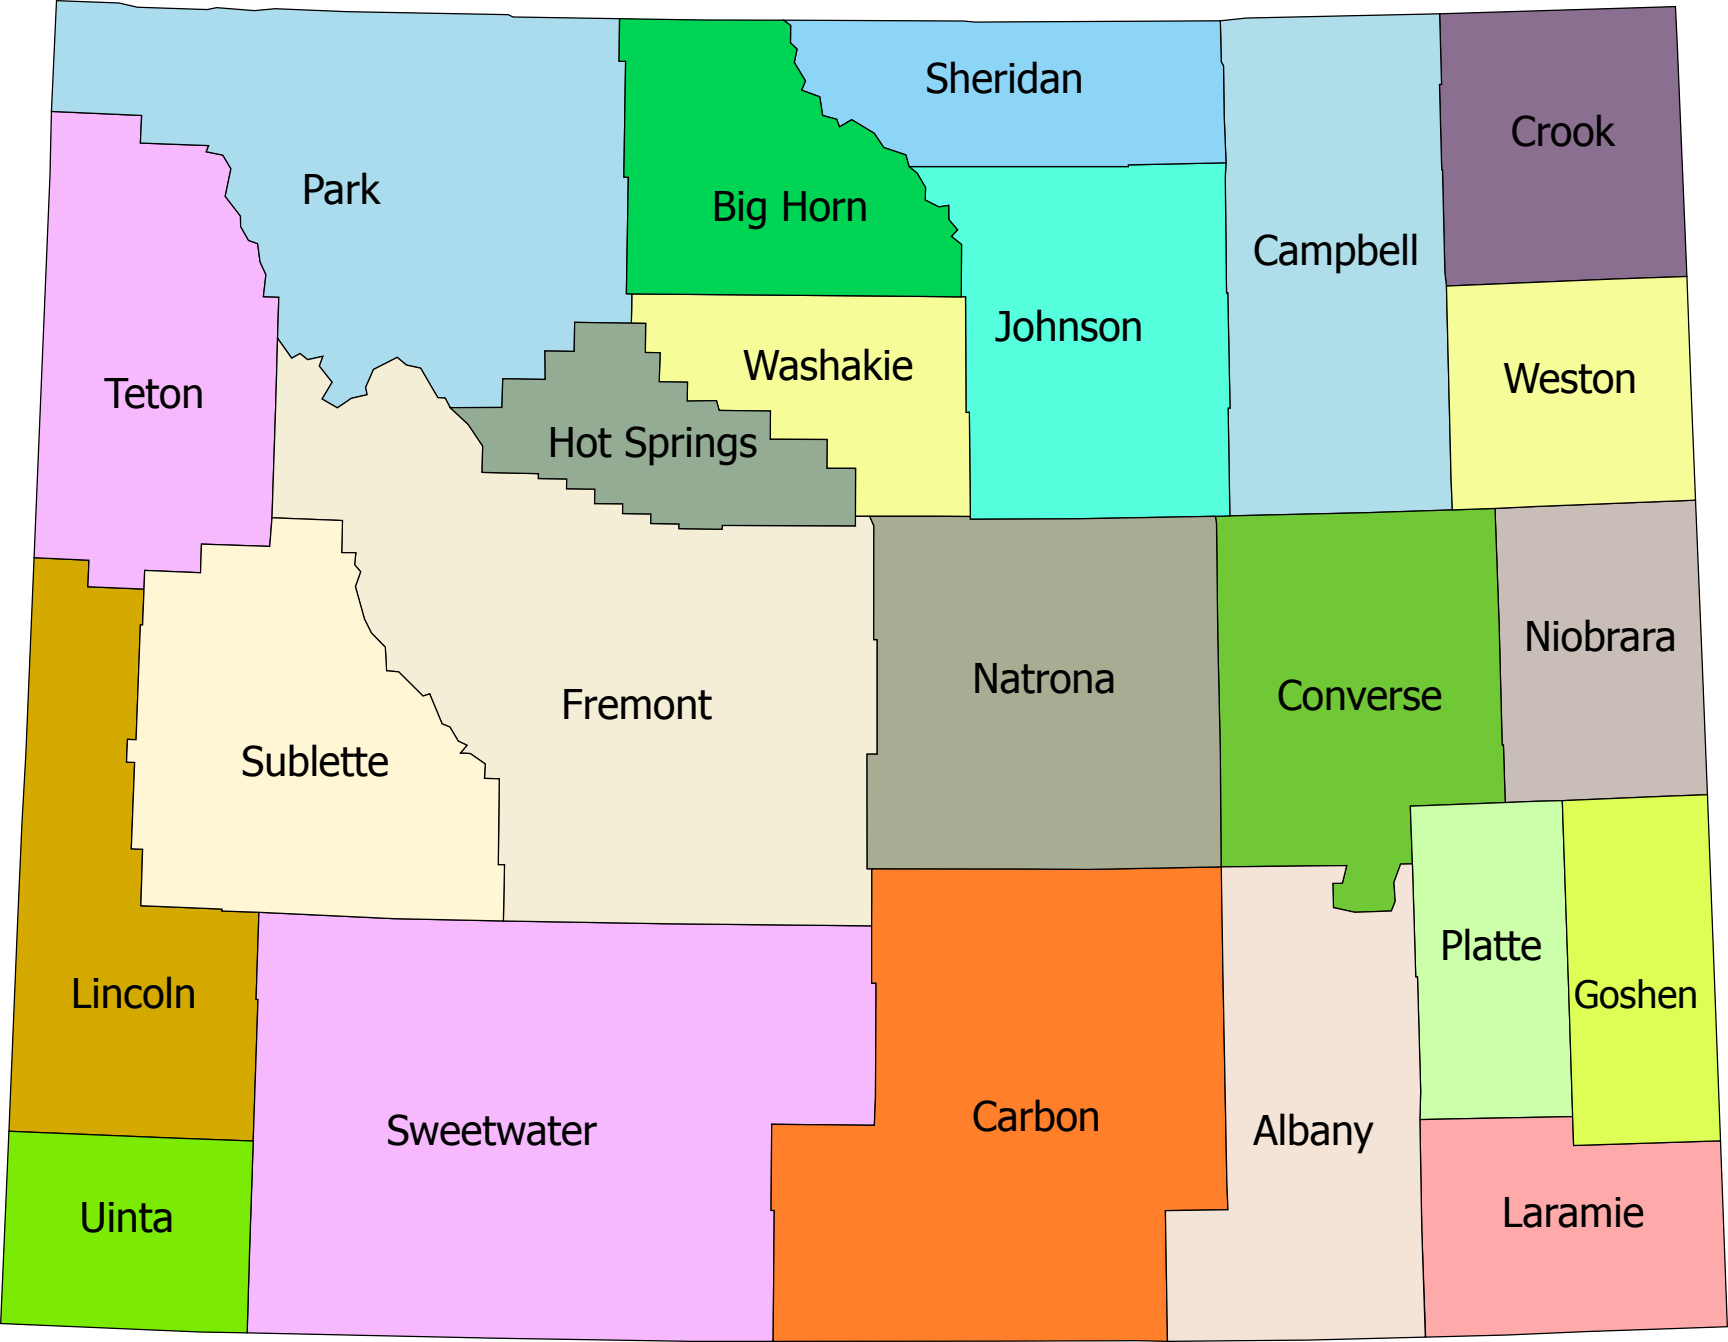 Sheridan
Crook
Park
Big Horn
Campbell
Johnson
Washakie
Weston
Teton
Hot Springs
Niobrara
Natrona
Converse
Fremont
Sublette
Platte
Lincoln
Goshen
Carbon
Sweetwater
Albany
Laramie
Uinta